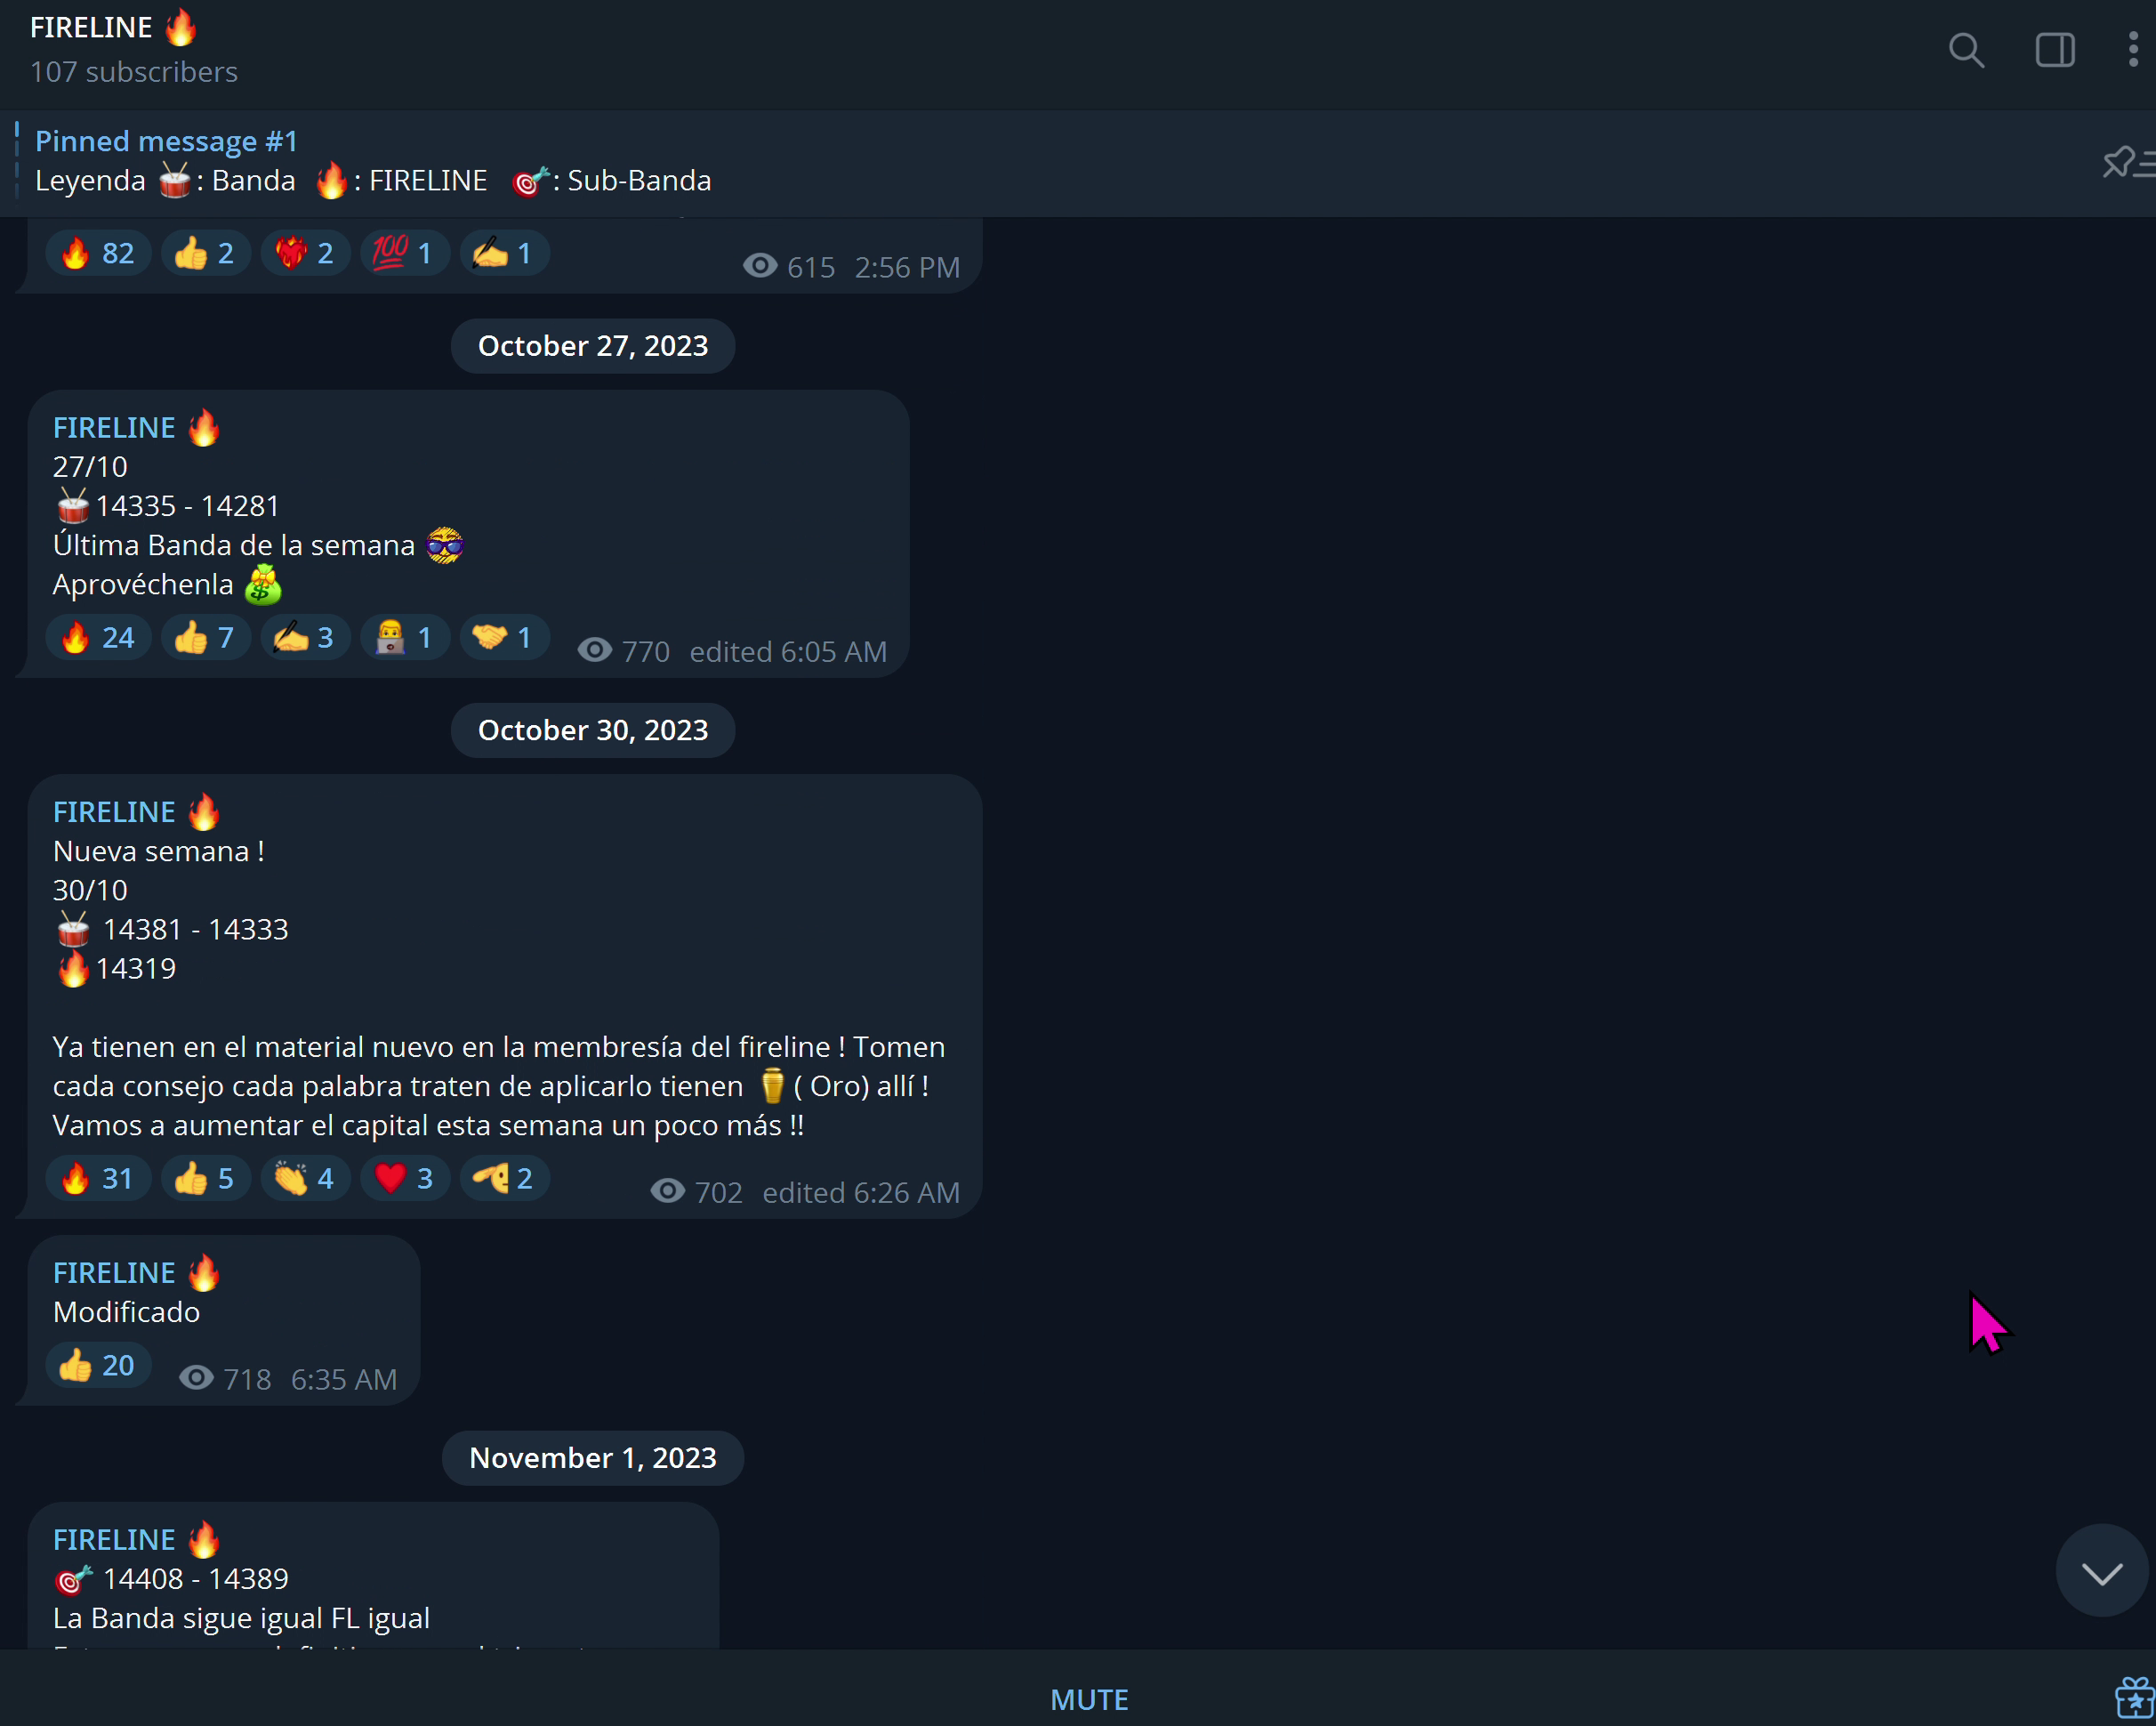 FIRELINE 🔥
107 subscribers
Pinned message #1
Leyenda 🥁: Banda 🔥: FIRELINE 🎯: Sub-Banda
🔥 82 👍 2 ❤️‍🔥 2 💯 1 ✍️ 1 615 2:56 PM
October 27, 2023
FIRELINE 🔥
27/10
🥁14335 - 14281
Última Banda de la semana 😎
Aprovéchenla 💰
🔥 24 👍 7 ✍️ 3 👨‍💻 1 🤝 1 770 edited 6:05 AM
October 30, 2023
FIRELINE 🔥
Nueva semana !
30/10
🥁 14381 - 14333
🔥14319
Ya tienen en el material nuevo en la membresía del fireline ! Tomen
cada consejo cada palabra traten de aplicarlo tienen ⚱️ ( Oro) allí !
Vamos a aumentar el capital esta semana un poco más !!
🔥 31 👍 5 👏 4 ❤️ 3 🫡 2 702 edited 6:26 AM
FIRELINE 🔥
Modificado
👍 20 718 6:35 AM
November 1, 2023
FIRELINE 🔥
🎯 14408 - 14389
La Banda sigue igual FL igual
MUTE